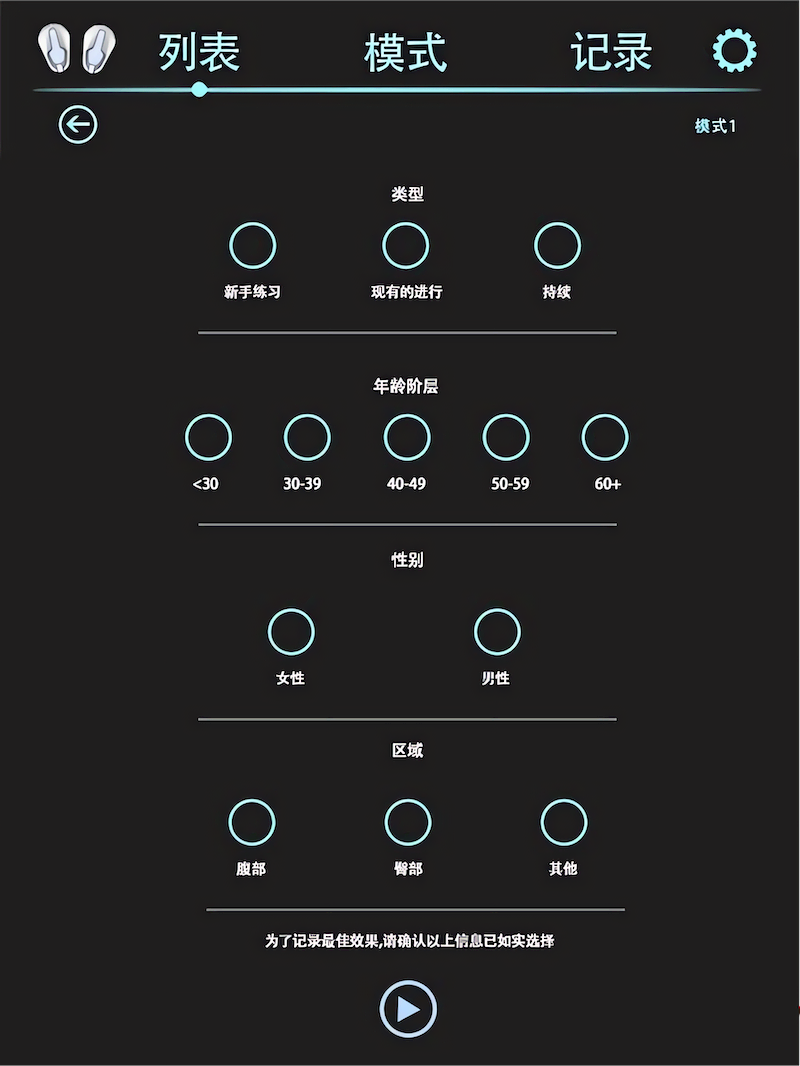 列表 模式 记录
模式1
类型
新手练习 现有的进行 持续
年龄阶层
<30 30-39 40-49 50-59 60+
性别
女性 男性
区域
腹部 臀部 其他
为了记录最佳效果,请确认以上信息已如实选择